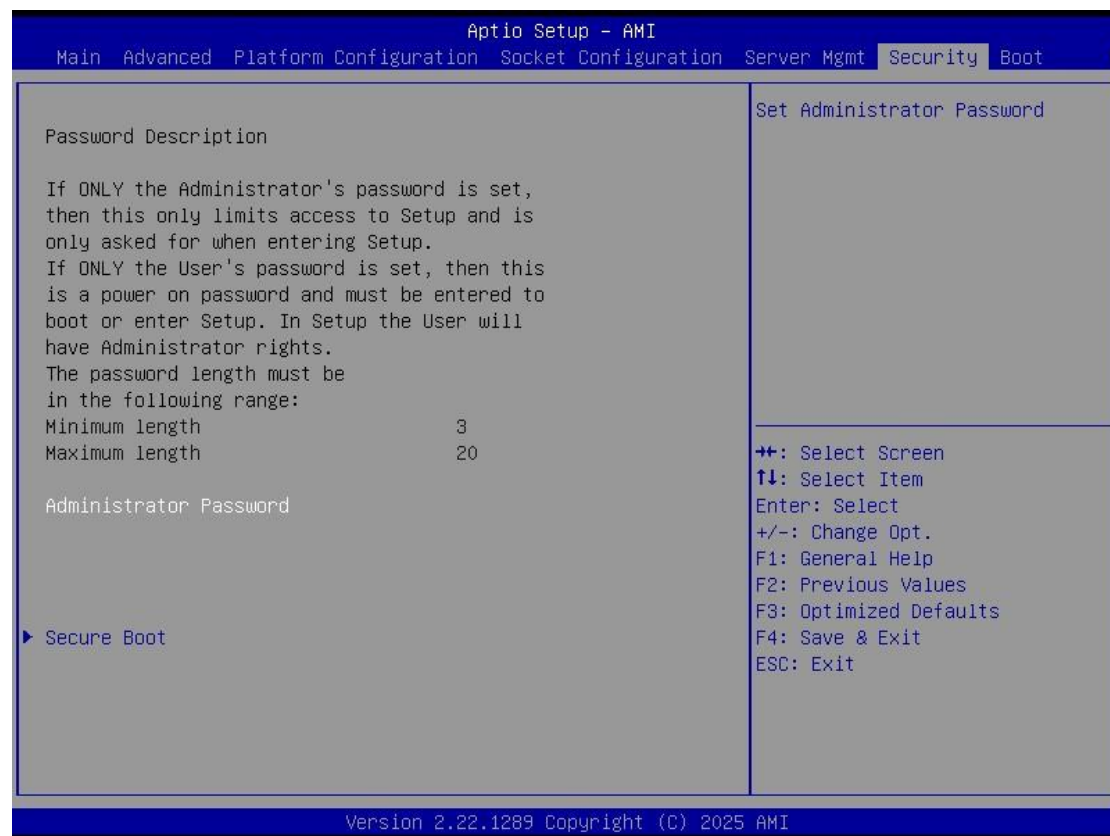 Aptio Setup – AMI
Main Advanced Platform Configuration Socket Configuration Server Mgmt Security Boot
Password Description
If ONLY the Administrator's password is set,
then this only limits access to Setup and is
only asked for when entering Setup.
If ONLY the User's password is set, then this
is a power on password and must be entered to
boot or enter Setup. In Setup the User will
have Administrator rights.
The password length must be
in the following range:
Minimum length 3
Maximum length 20
Administrator Password
Secure Boot
Set Administrator Password
→←: Select Screen
↑↓: Select Item
Enter: Select
+/-: Change Opt.
F1: General Help
F2: Previous Values
F3: Optimized Defaults
F4: Save & Exit
ESC: Exit
Version 2.22.1289 Copyright (C) 2025 AMI